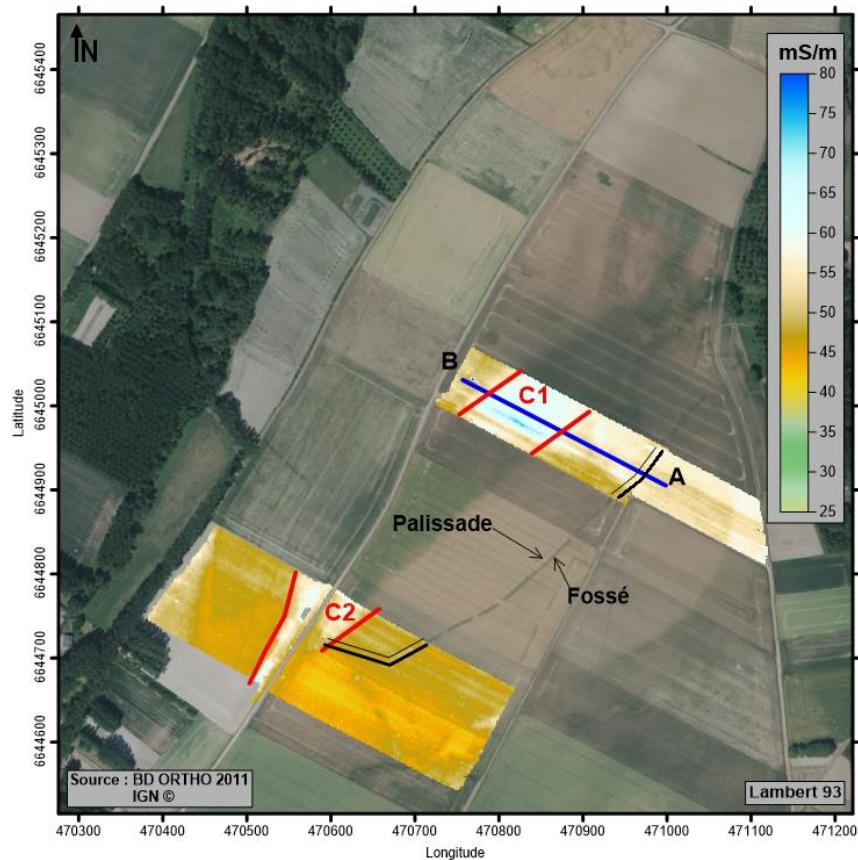 N
mS/m
80
75
70
65
60
55
50
45
40
35
30
25
6645400
6645300
6645200
6645100
6645000
6644900
6644800
6644700
6644600
Latitude
B
C1
A
Palissade
Fossé
C2
Source : BD ORTHO 2011
IGN ©
Lambert 93
470300 470400 470500 470600 470700 470800 470900 471000 471100 471200
Longitude